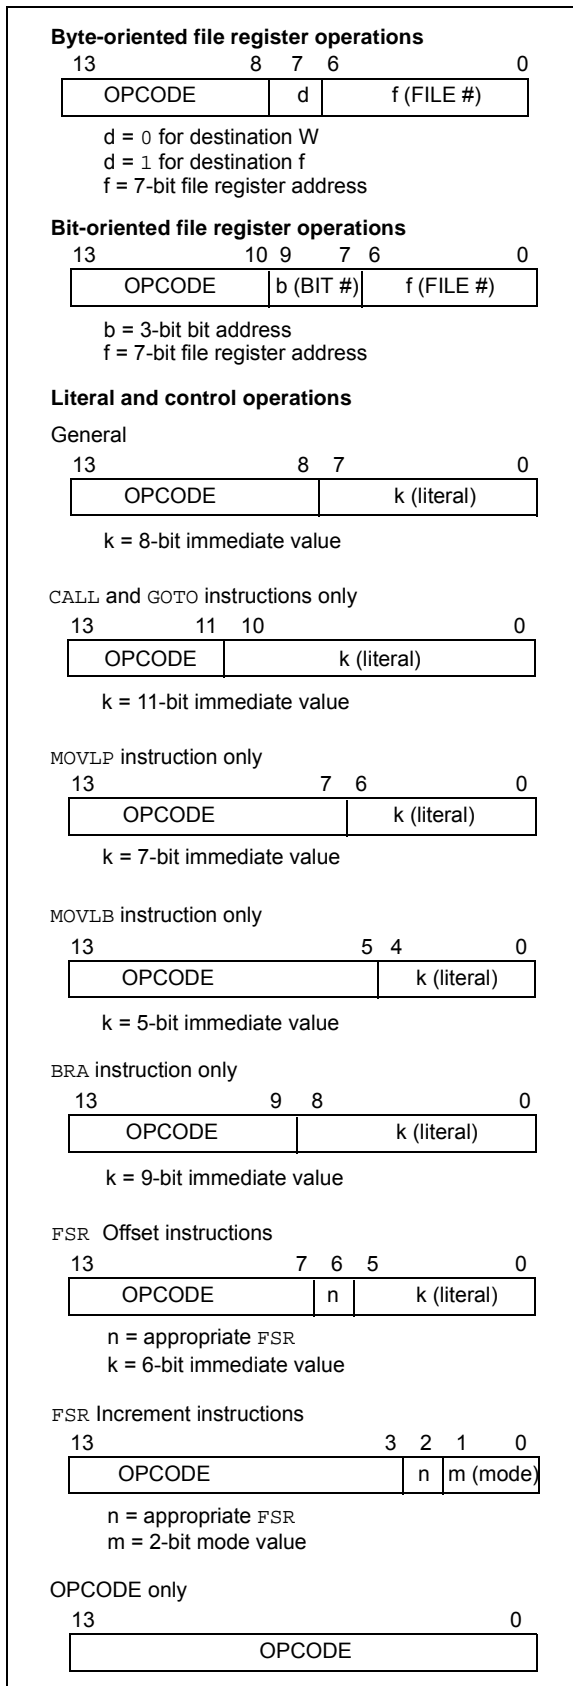 Byte-oriented file register operations
13 8 7 6 0
OPCODE d f (FILE #)
d = 0 for destination W
d = 1 for destination f
f = 7-bit file register address
Bit-oriented file register operations
13 10 9 7 6 0
OPCODE b (BIT #) f (FILE #)
b = 3-bit bit address
f = 7-bit file register address
Literal and control operations
General
13 8 7 0
OPCODE k (literal)
k = 8-bit immediate value
CALL and GOTO instructions only
13 11 10 0
OPCODE k (literal)
k = 11-bit immediate value
MOVLP instruction only
13 7 6 0
OPCODE k (literal)
k = 7-bit immediate value
MOVLB instruction only
13 5 4 0
OPCODE k (literal)
k = 5-bit immediate value
BRA instruction only
13 9 8 0
OPCODE k (literal)
k = 9-bit immediate value
FSR Offset instructions
13 7 6 5 0
OPCODE n k (literal)
n = appropriate FSR
k = 6-bit immediate value
FSR Increment instructions
13 3 2 1 0
OPCODE n m (mode)
n = appropriate FSR
m = 2-bit mode value
OPCODE only
13 0
OPCODE